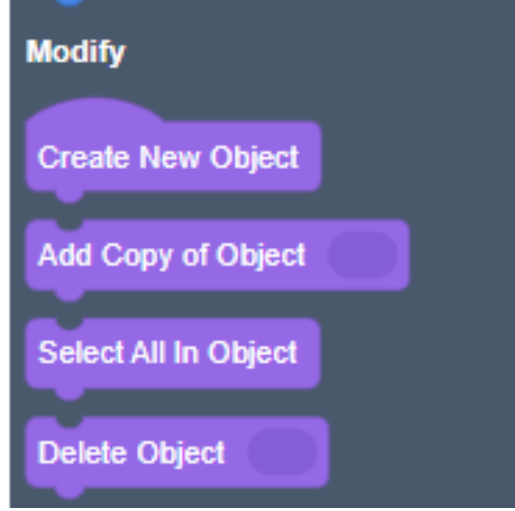 Modify
Create New Object
Add Copy of Object
Select All In Object
Delete Object